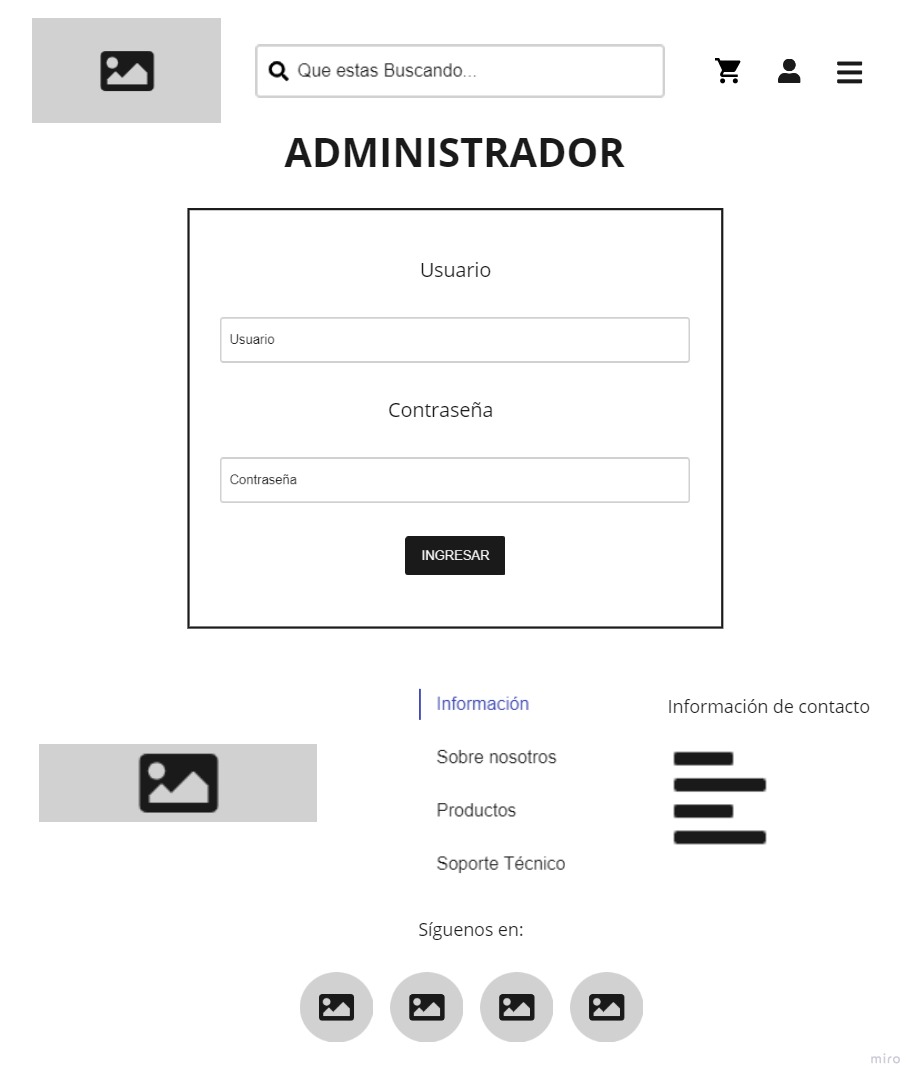 Que estas Buscando...
ADMINISTRADOR
Usuario
Usuario
Contraseña
Contraseña
INGRESAR
Información
Sobre nosotros
Productos
Soporte Técnico
Información de contacto
Síguenos en:
miro